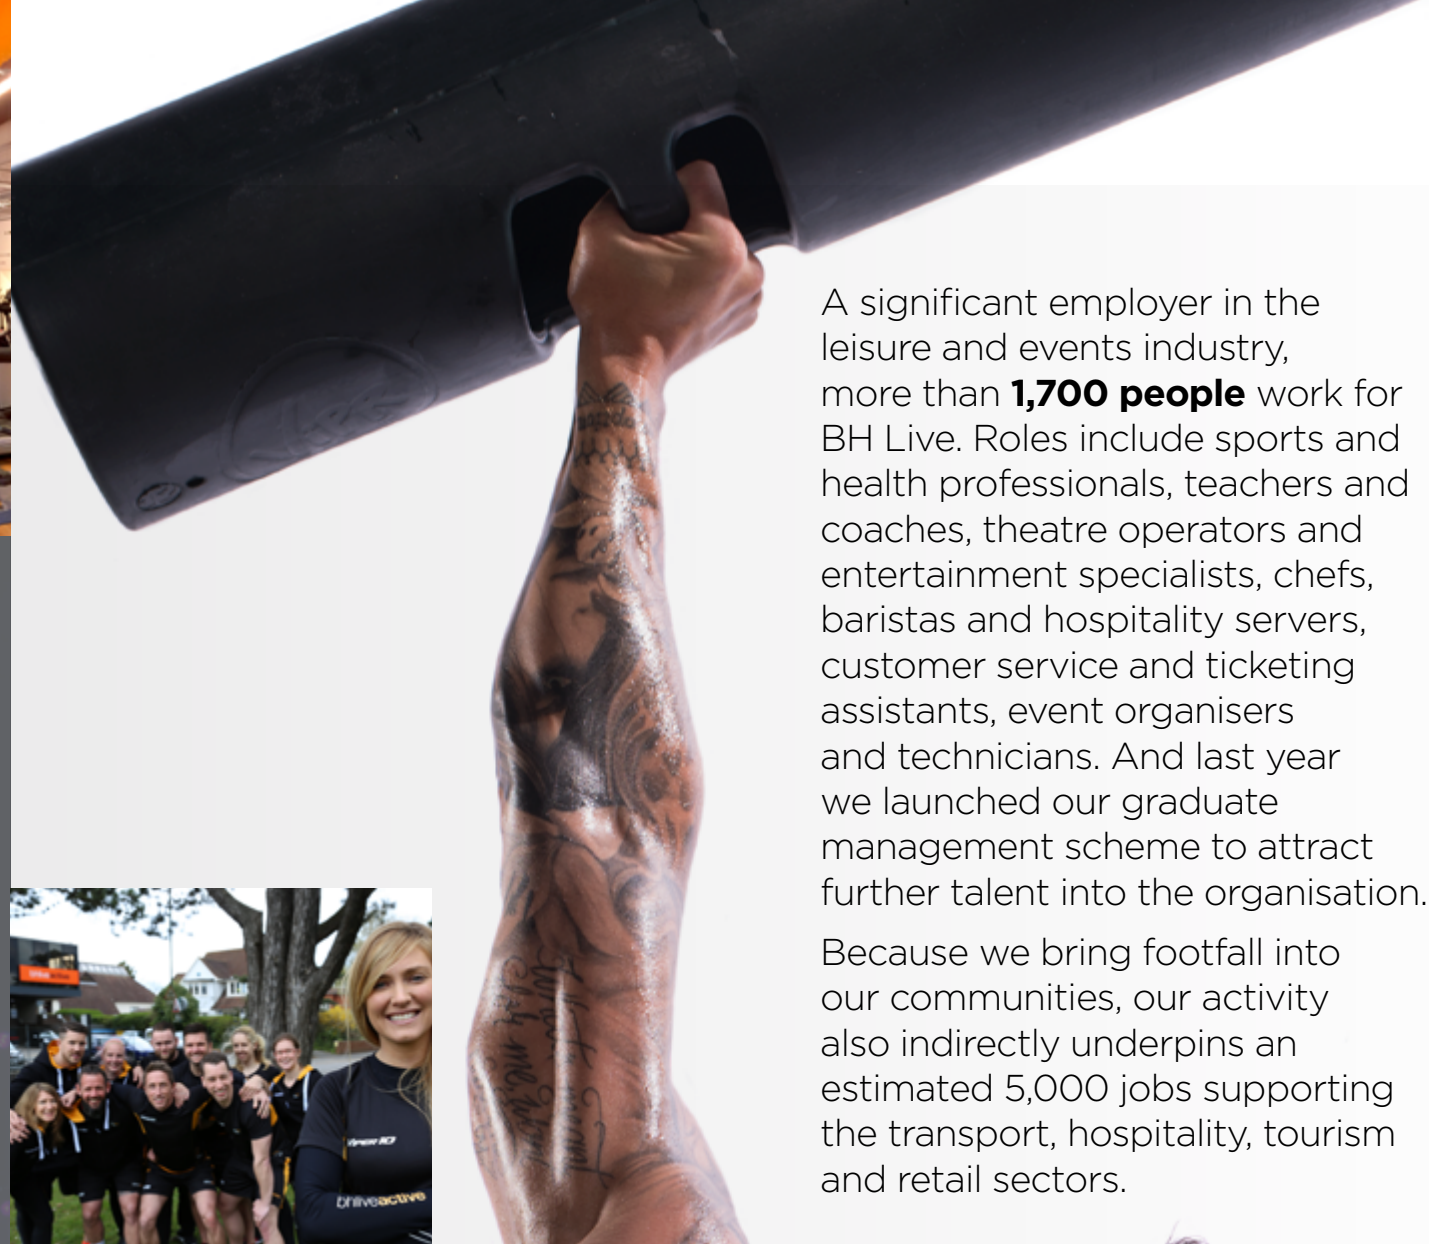 A significant employer in the
leisure and events industry,
more than 1,700 people work for
BH Live. Roles include sports and
health professionals, teachers and
coaches, theatre operators and
entertainment specialists, chefs,
baristas and hospitality servers,
customer service and ticketing
assistants, event organisers
and technicians. And last year
we launched our graduate
management scheme to attract
further talent into the organisation.
Because we bring footfall into
our communities, our activity
also indirectly underpins an
estimated 5,000 jobs supporting
the transport, hospitality, tourism
and retail sectors.
bhliveactive